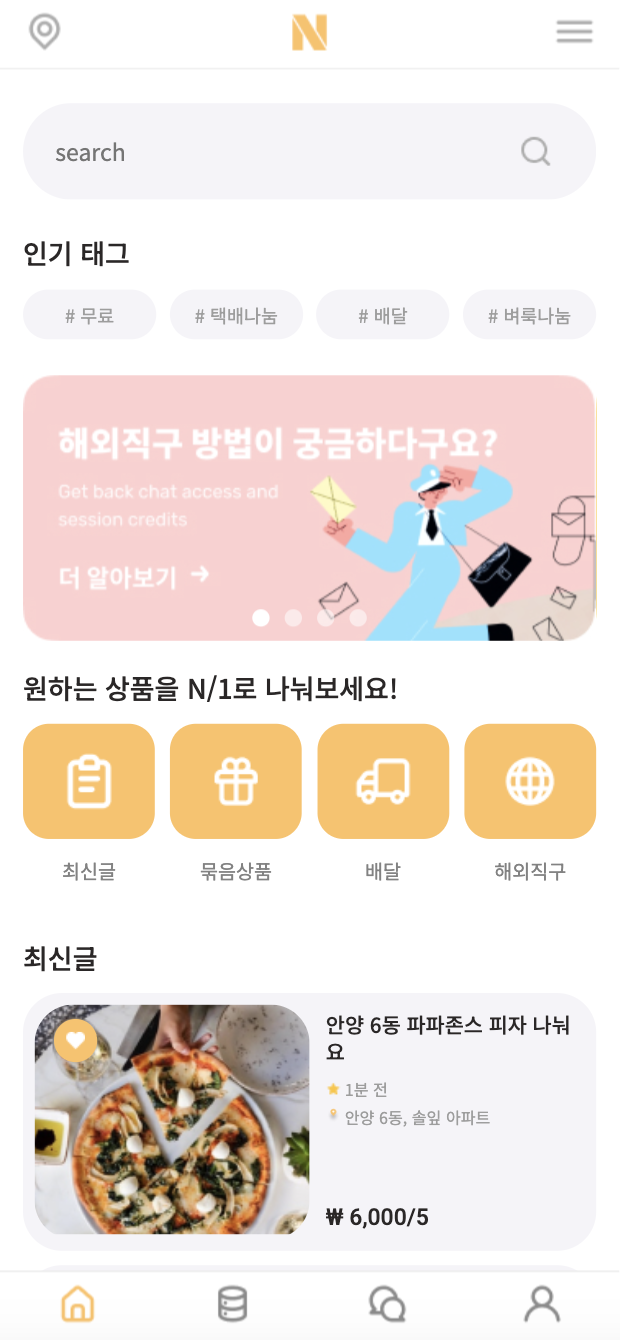 N
search
인기 태그
# 무료
# 택배나눔
# 배달
# 벼룩나눔
해외직구 방법이 궁금하다구요?
Get back chat access and
session credits
더 알아보기 →
원하는 상품을 N/1로 나눠보세요!
최신글
묶음상품
배달
해외직구
최신글
안양 6동 파파존스 피자 나눠
요
1분 전
안양 6동, 솔잎 아파트
₩ 6,000/5